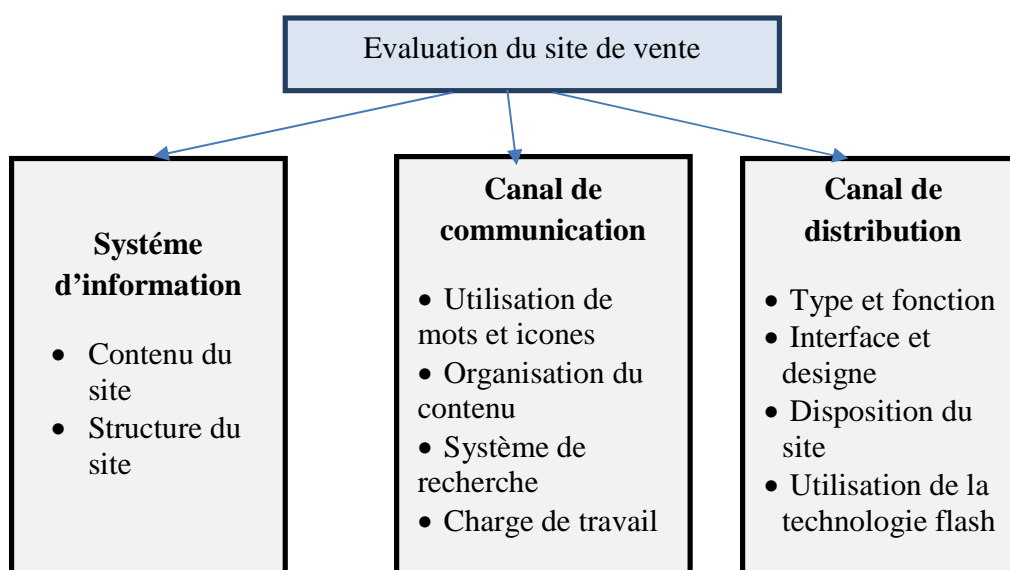 Evaluation du site de vente
Systéme
d’information
• Contenu du
site
• Structure du
site
Canal de
communication
• Utilisation de
mots et icones
• Organisation du
contenu
• Système de
recherche
• Charge de travail
Canal de
distribution
• Type et fonction
• Interface et
designe
• Disposition du
site
• Utilisation de la
technologie flash